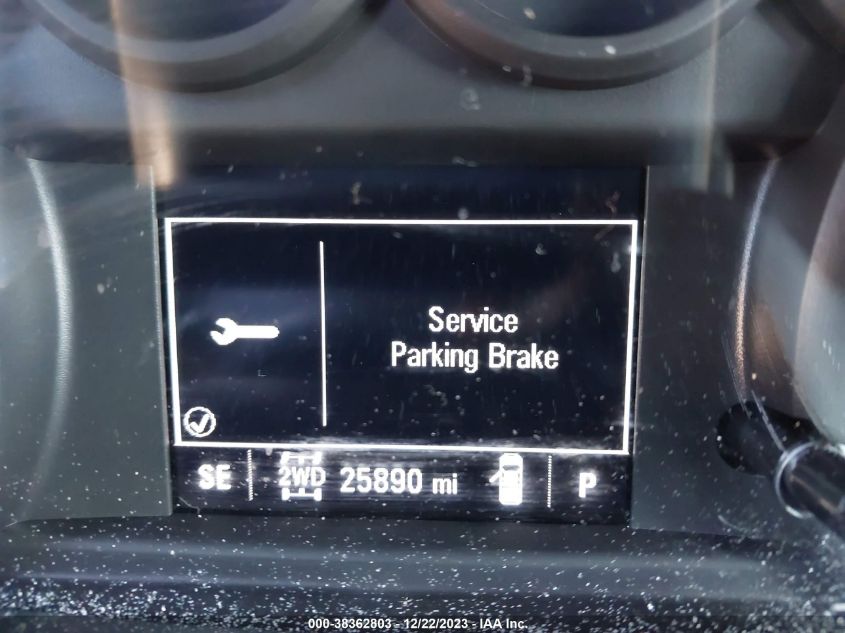 Service
Parking Brake
SE 2WD 25890 mi P
000-38362803 - 12/22/2023 - IAA Inc.